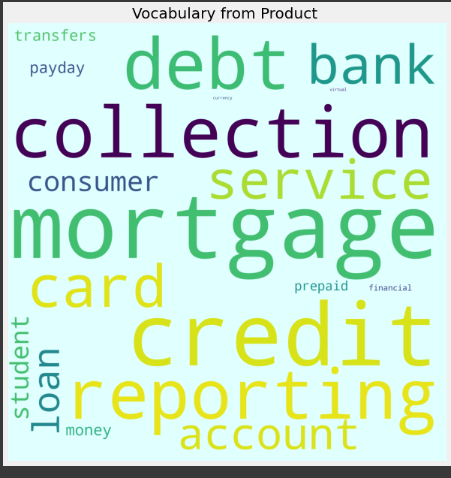 Vocabulary from Product
transfers
debt
bank
payday
virtual
currency
collection
consumer
service
mortgage
card
prepaid
financial
credit
student
loan
reporting
money
account